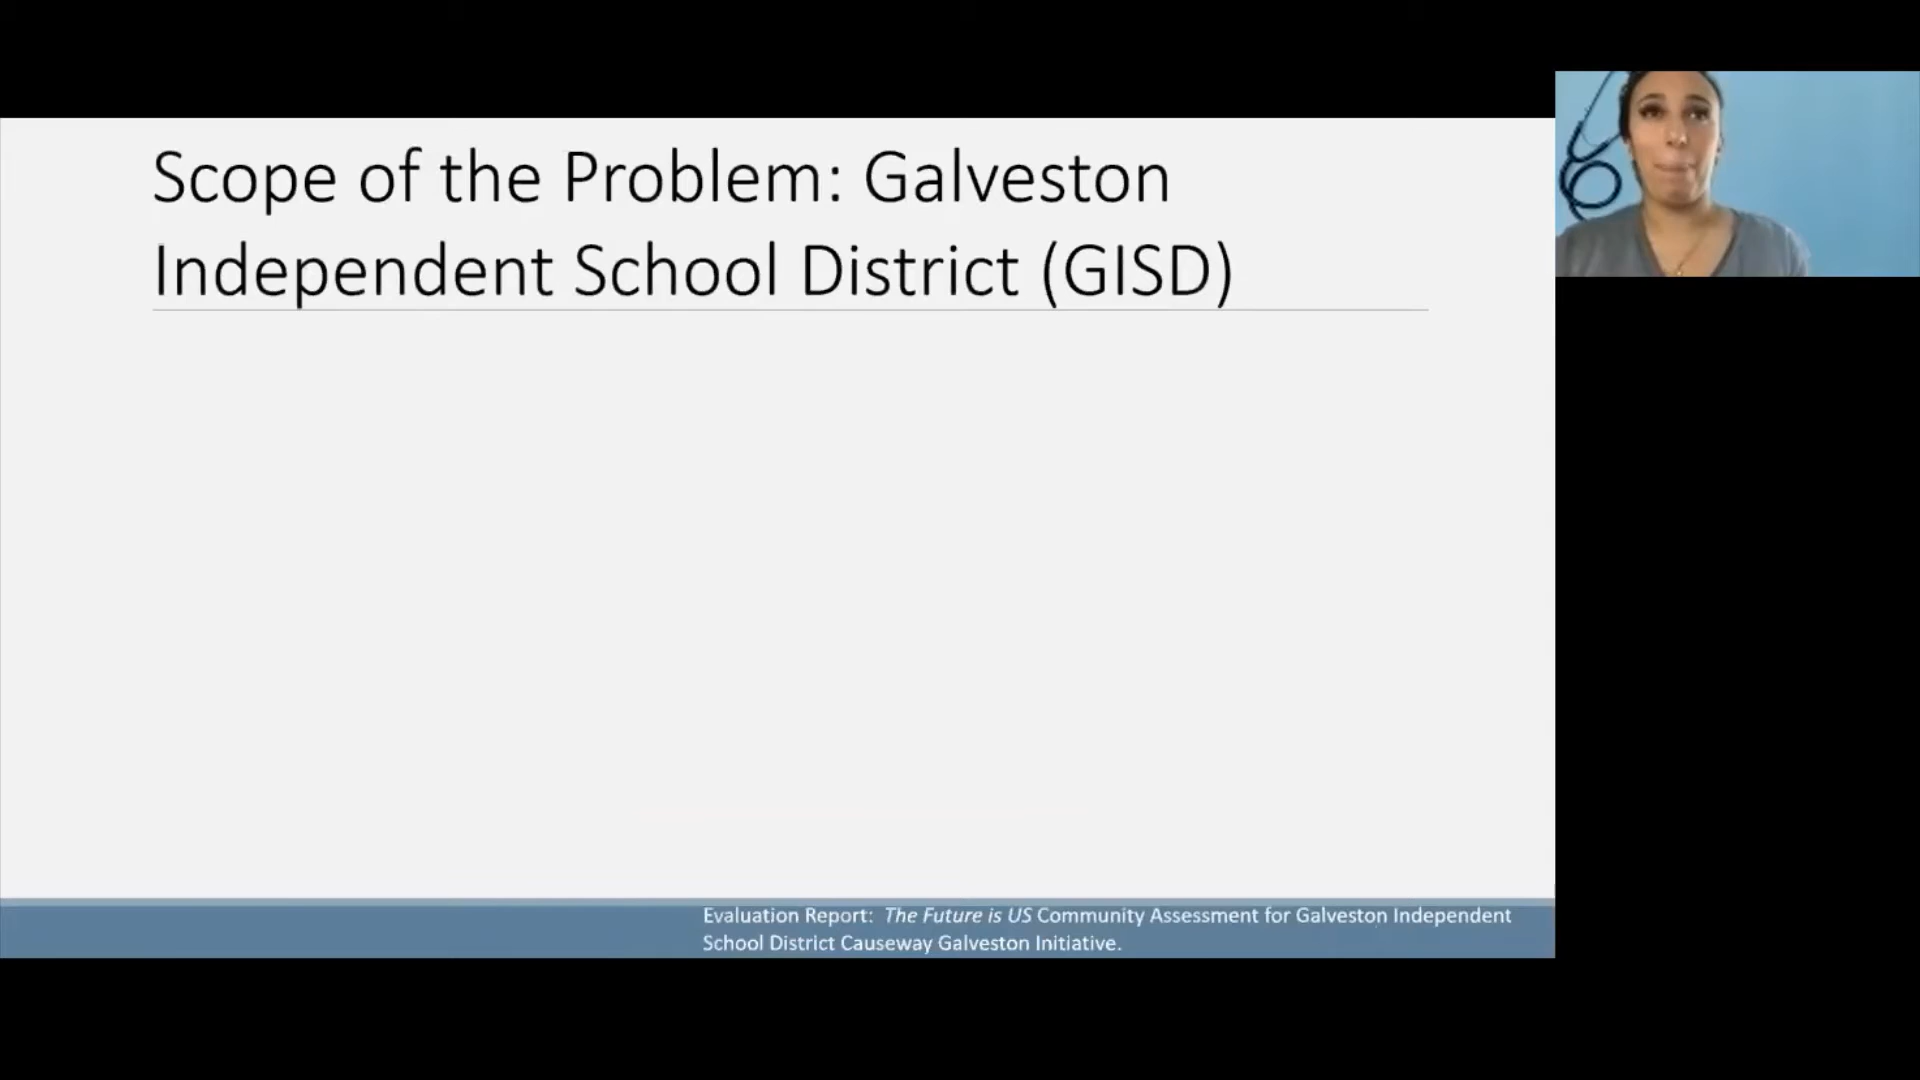 Scope of the Problem: Galveston
Independent School District (GISD)
Evaluation Report: The Future is US Community Assessment for Galveston Independent
School District Causeway Galveston Initiative.